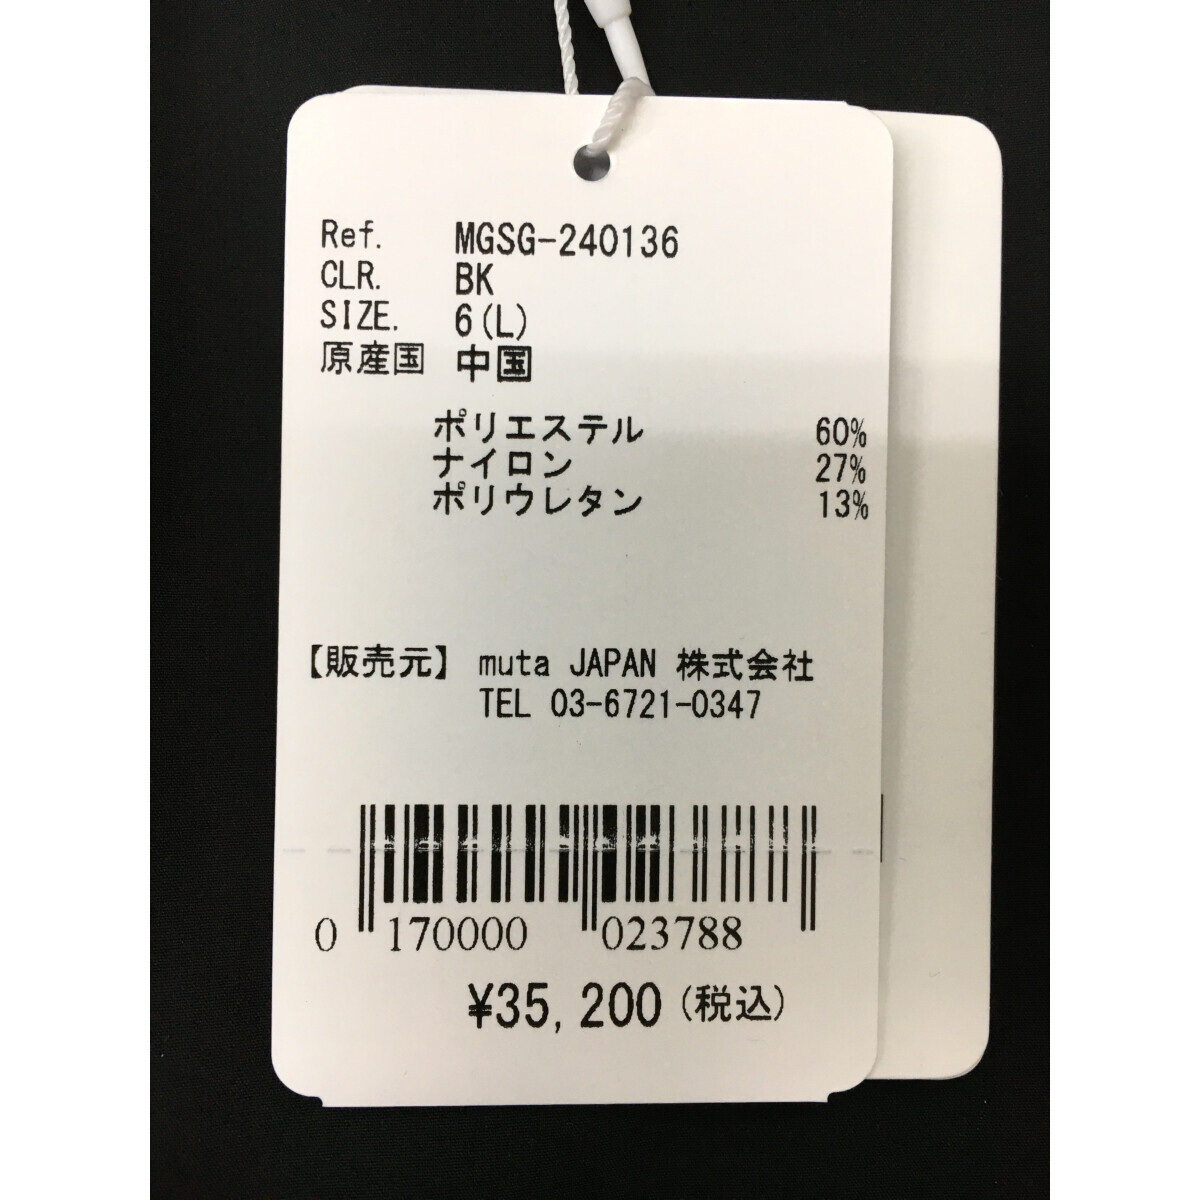 Ref. MGSG-240136
CLR. BK
SIZE. 6(L)
原産国 中国
ポリエステル 60%
ナイロン 27%
ポリウレタン 13%
【販売元】 muta JAPAN 株式会社
TEL 03-6721-0347
0 170000 023788
¥35,200(税込)